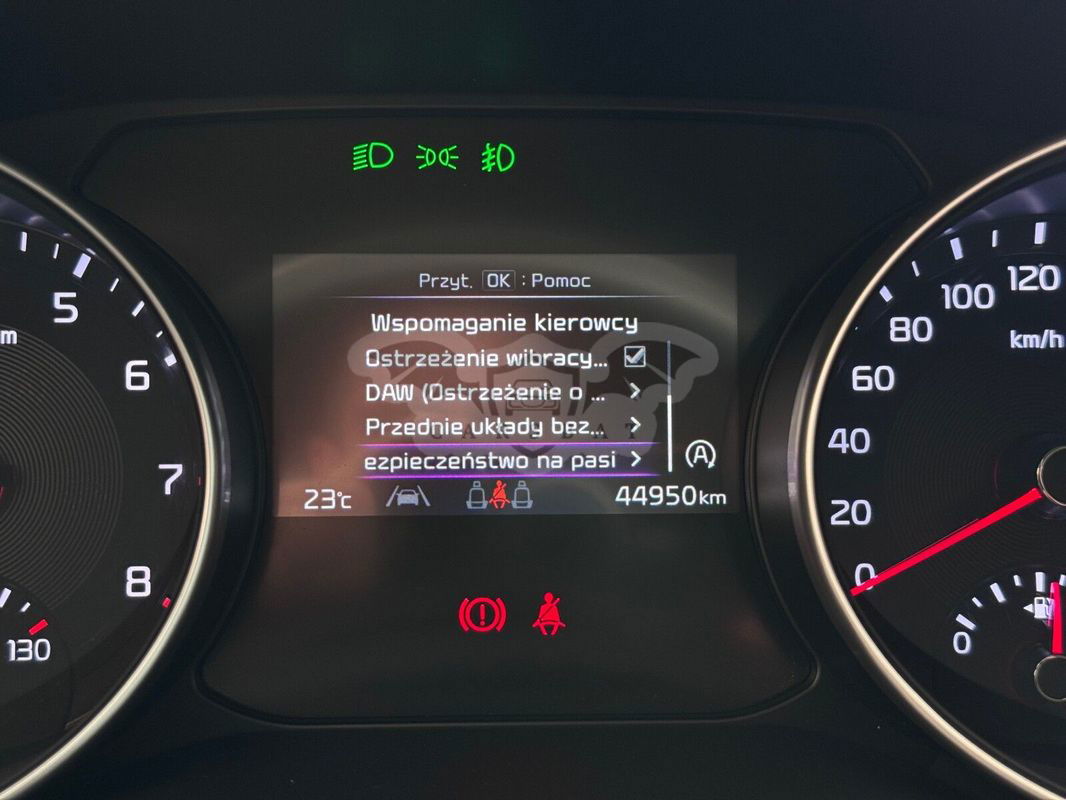 Przyt. OK : Pomoc
Wspomaganie kierowcy
Ostrzeżenie wibracy...
DAW (Ostrzeżenie o ...
Przednie układy bez...
ezpieczeństwo na pasi
23°C
44950km
5
6
7
8
130
120
100
80
km/h
60
40
20
0
0